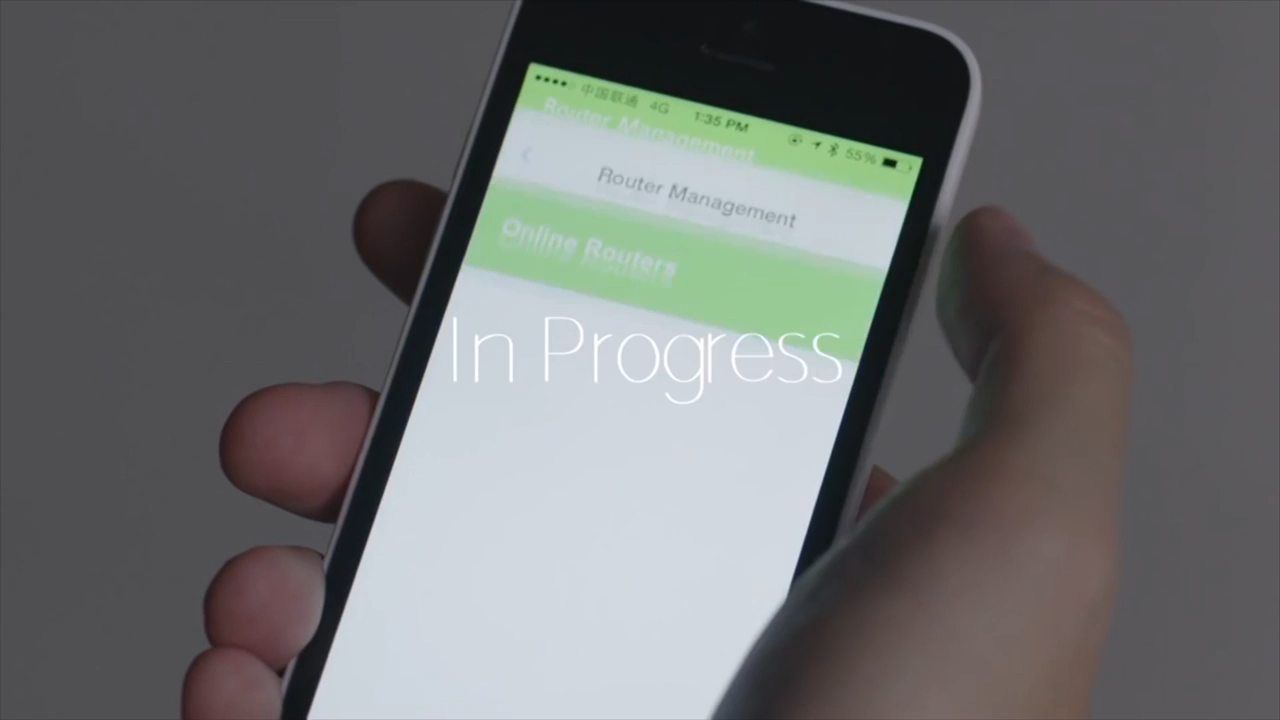 中国联通 4G 1:35 PM 55%
Router Management
Router Management
Online Routers
In Progress